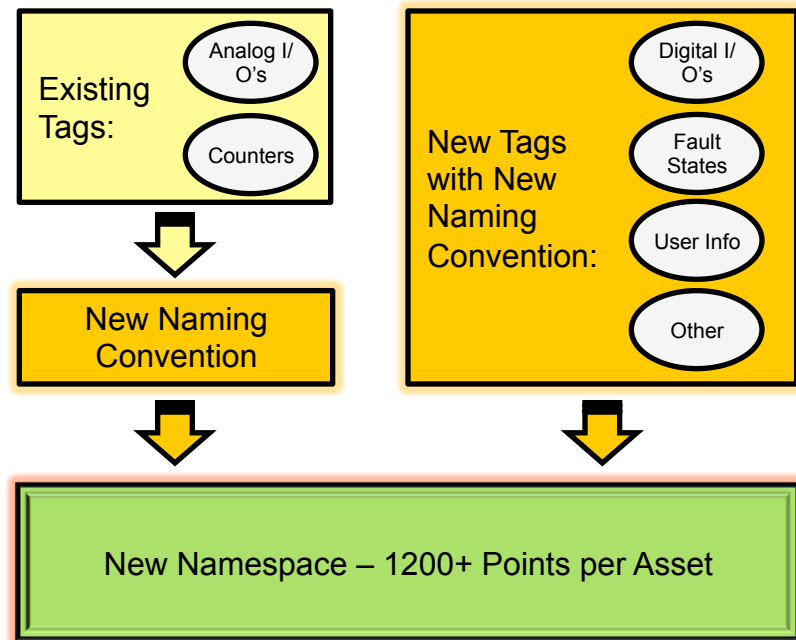 Existing
Tags:
Analog I/
O’s
Counters
New Naming
Convention
New Tags
with New
Naming
Convention:
Digital I/
O’s
Fault
States
User Info
Other
New Namespace – 1200+ Points per Asset